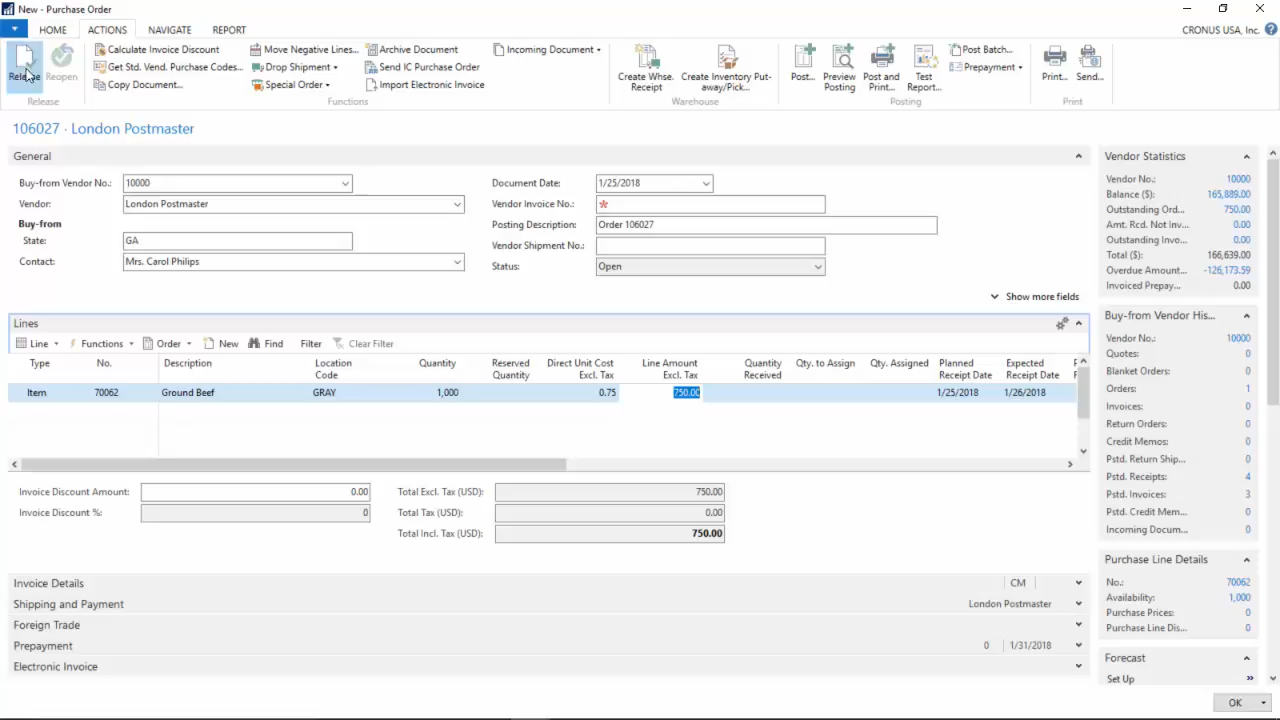 New - Purchase Order
HOME ACTIONS NAVIGATE REPORT CRONUS USA, Inc. ?
Release Reopen
Release
Calculate Invoice Discount
Get Std. Vend. Purchase Codes...
Copy Document...
Move Negative Lines...
Drop Shipment
Special Order
Archive Document
Send IC Purchase Order
Import Electronic Invoice
Incoming Document
Functions
Create Whse. Receipt
Create Inventory Put-away/Pick...
Warehouse
Post...
Preview Posting
Post and Print...
Test Report...
Post Batch...
Prepayment
Posting
Print... Send...
Print
106027 · London Postmaster
General
Buy-from Vendor No.: 10000
Vendor: London Postmaster
Buy-from
State: GA
Contact: Mrs. Carol Philips
Document Date: 1/25/2018
Vendor Invoice No.: *
Posting Description: Order 106027
Vendor Shipment No.:
Status: Open
Show more fields
Lines
Line Functions Order New Find Filter Clear Filter
Type No. Description Location Code Quantity Reserved Quantity Direct Unit Cost Excl. Tax Line Amount Excl. Tax Quantity Received Qty. to Assign Qty. Assigned Planned Receipt Date Expected Receipt Date
Item 70062 Ground Beef GRAY 1,000 0.75 750.00 1/25/2018 1/26/2018
Invoice Discount Amount: 0.00
Invoice Discount %: 0
Total Excl. Tax (USD): 750.00
Total Tax (USD): 0.00
Total Incl. Tax (USD): 750.00
Invoice Details CM
Shipping and Payment London Postmaster
Foreign Trade
Prepayment 0 1/31/2018
Electronic Invoice
Vendor Statistics
Vendor No.: 10000
Balance ($): 165,889.00
Outstanding Ord... 750.00
Amt. Rcd. Not Inv... 0.00
Outstanding Invo... 0.00
Total ($): 166,639.00
Overdue Amount... -126,173.59
Invoiced Prepay... 0.00
Buy-from Vendor His...
Vendor No.: 10000
Quotes: 0
Blanket Orders: 0
Orders: 1
Invoices: 0
Return Orders: 0
Credit Memos: 0
Pstd. Return Ship... 0
Pstd. Receipts: 4
Pstd. Invoices: 3
Pstd. Credit Mem... 0
Incoming Docum... 0
Purchase Line Details
No.: 70062
Availability: 1,000
Purchase Prices: 0
Purchase Line Dis... 0
Forecast
Set Up »
OK